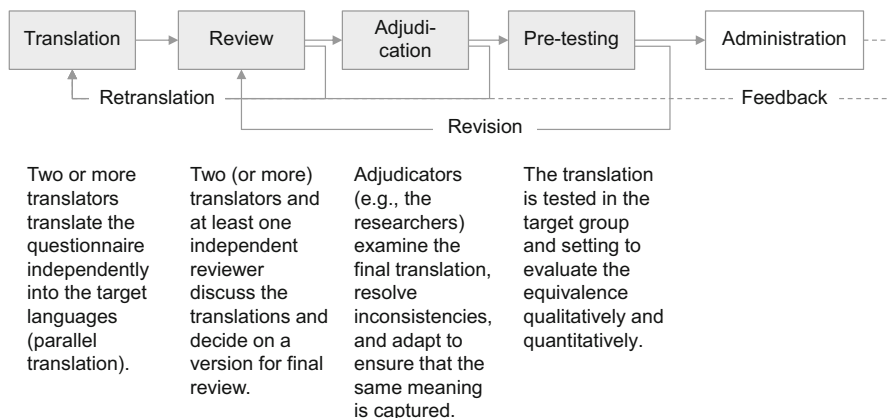 Translation
Review
Adjudi-
cation
Pre-testing
Administration
Retranslation
Feedback
Revision
Two or more
translators
translate the
questionnaire
independently
into the target
languages
(parallel
translation).
Two (or more)
translators and
at least one
independent
reviewer
discuss the
translations and
decide on a
version for final
review.
Adjudicators
(e.g., the
researchers)
examine the
final translation,
resolve
inconsistencies,
and adapt to
ensure that the
same meaning
is captured.
The translation
is tested in the
target group
and setting to
evaluate the
equivalence
qualitatively and
quantitatively.